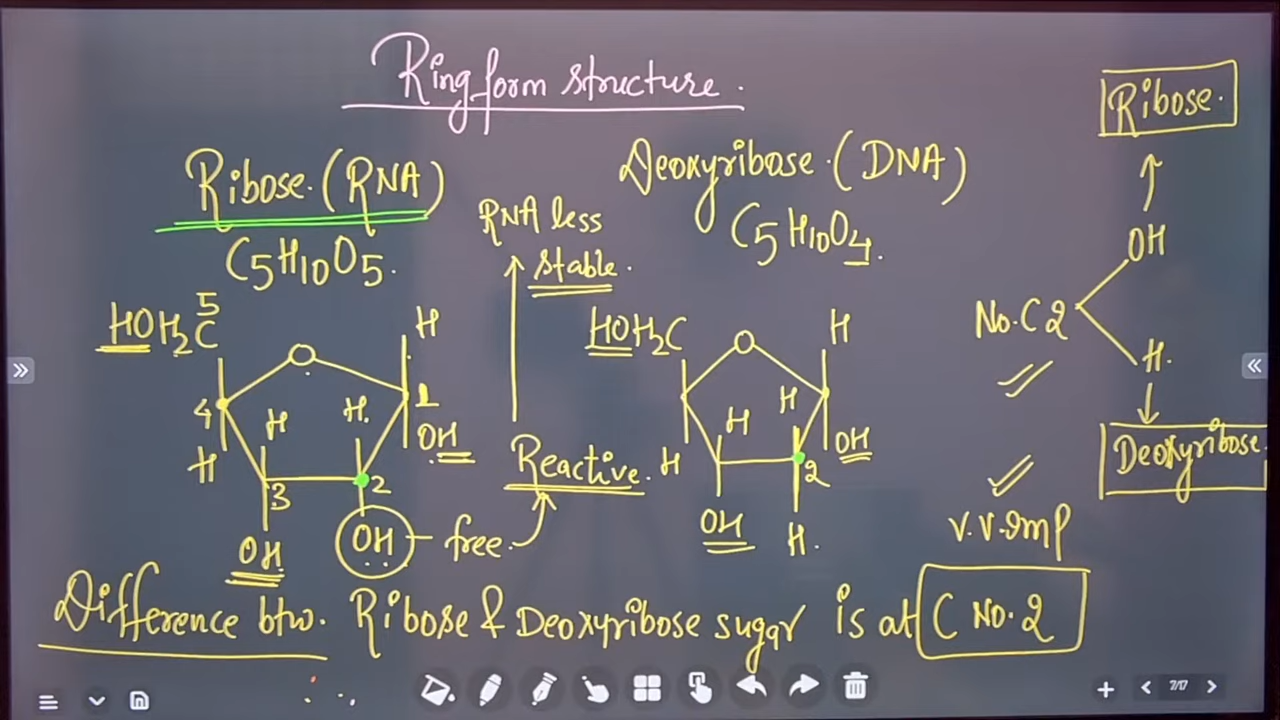 Ring form structure.
Ribose. (RNA)
C5H10O5.
RNA less
stable.
Reactive.
Deoxyribose. (DNA)
C5H10O4.
HOH2C
5
O
H
4
H
H
H.
1
OH
3
2
OH
OH
free.
HOH2C
O
H
H
H
H
OH
2
OH
H.
Ribose.
OH
No. C2
H.
Deoxyribose.
V.V. Imp
Difference btw. Ribose & Deoxyribose sugar is at C No. 2
7/17